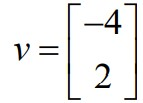 v = [-4
2]